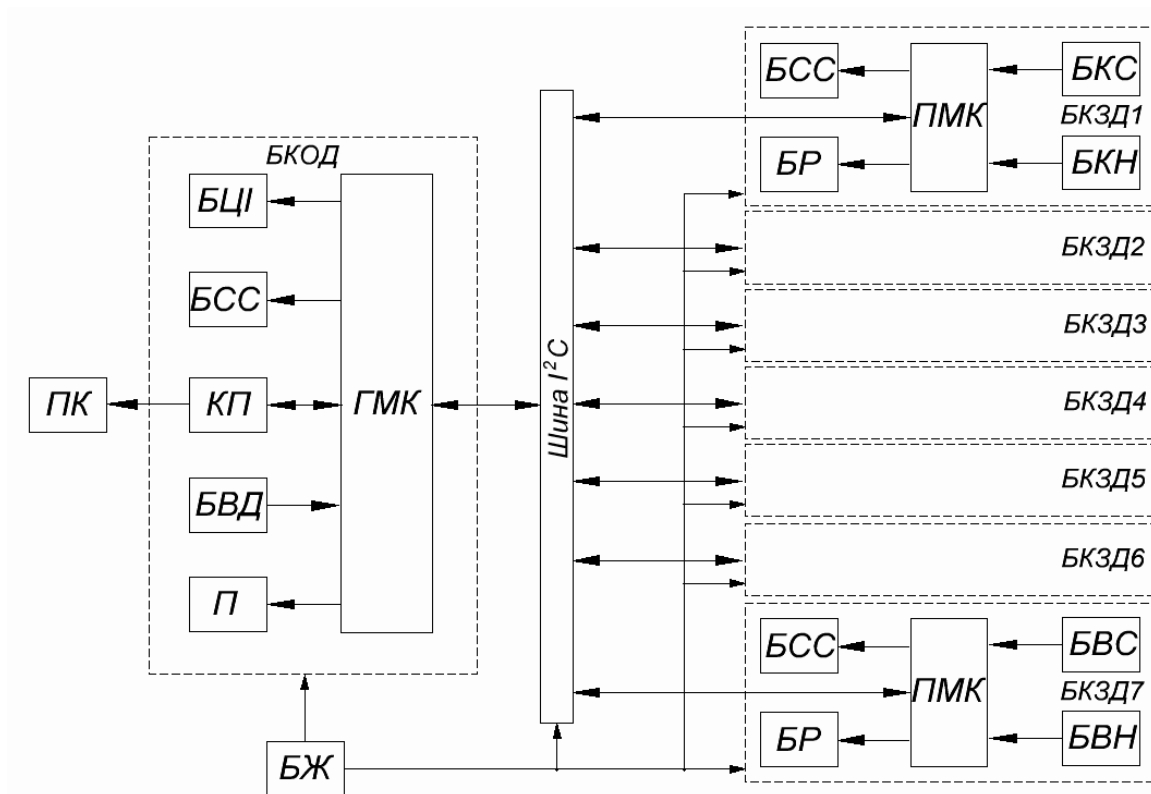 БКОД
БЦІ
БСС
КП
БВД
П
ГМК
ПК
БЖ
Шина I²C
БСС
БР
ПМК
БКС
БКЗД1
БКН
БКЗД2
БКЗД3
БКЗД4
БКЗД5
БКЗД6
БСС
БР
ПМК
БВС
БКЗД7
БВН